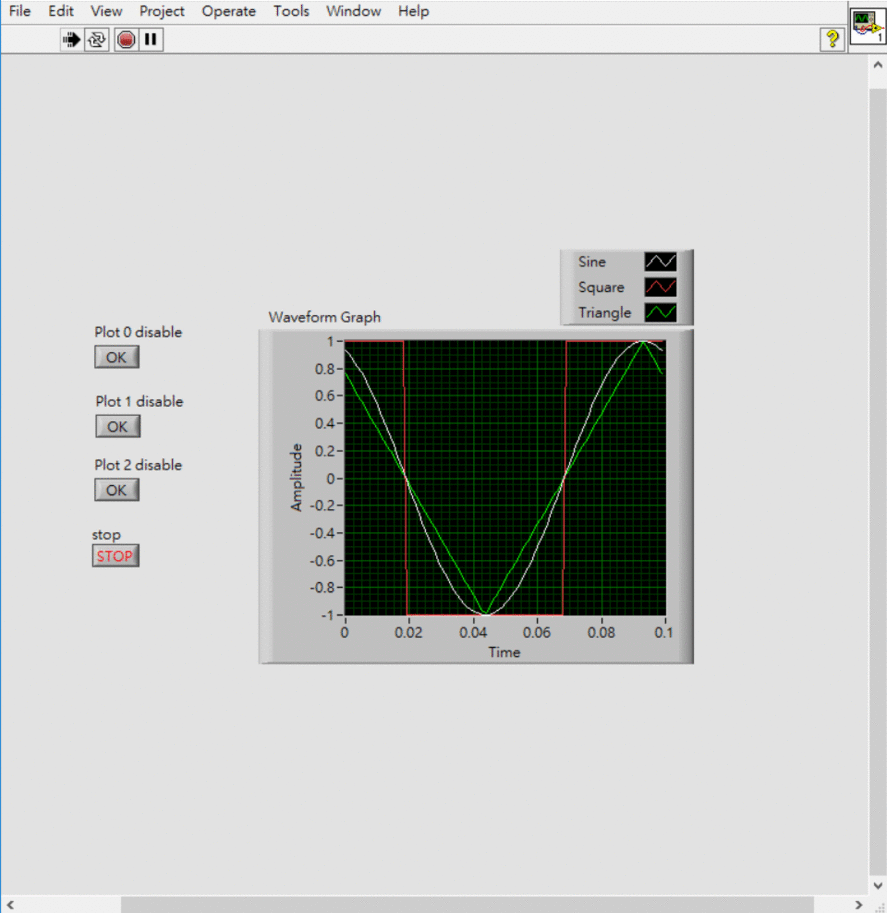 File Edit View Project Operate Tools Window Help
1
Sine
Square
Triangle
Waveform Graph
Plot 0 disable
OK
Plot 1 disable
OK
Plot 2 disable
OK
stop
STOP
Amplitude
1
0.8
0.6
0.4
0.2
0
-0.2
-0.4
-0.6
-0.8
-1
0 0.02 0.04 0.06 0.08 0.1
Time